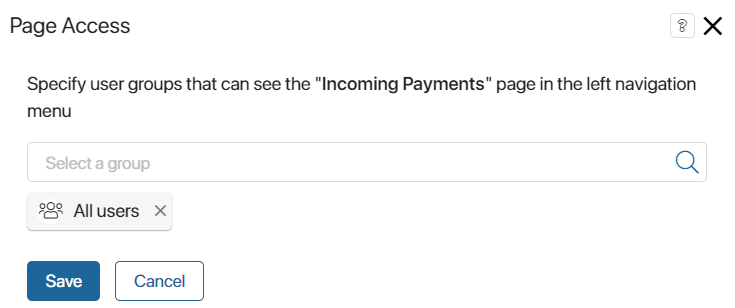 Page Access
?
Specify user groups that can see the "Incoming Payments" page in the left navigation
menu
Select a group
All users
Save
Cancel